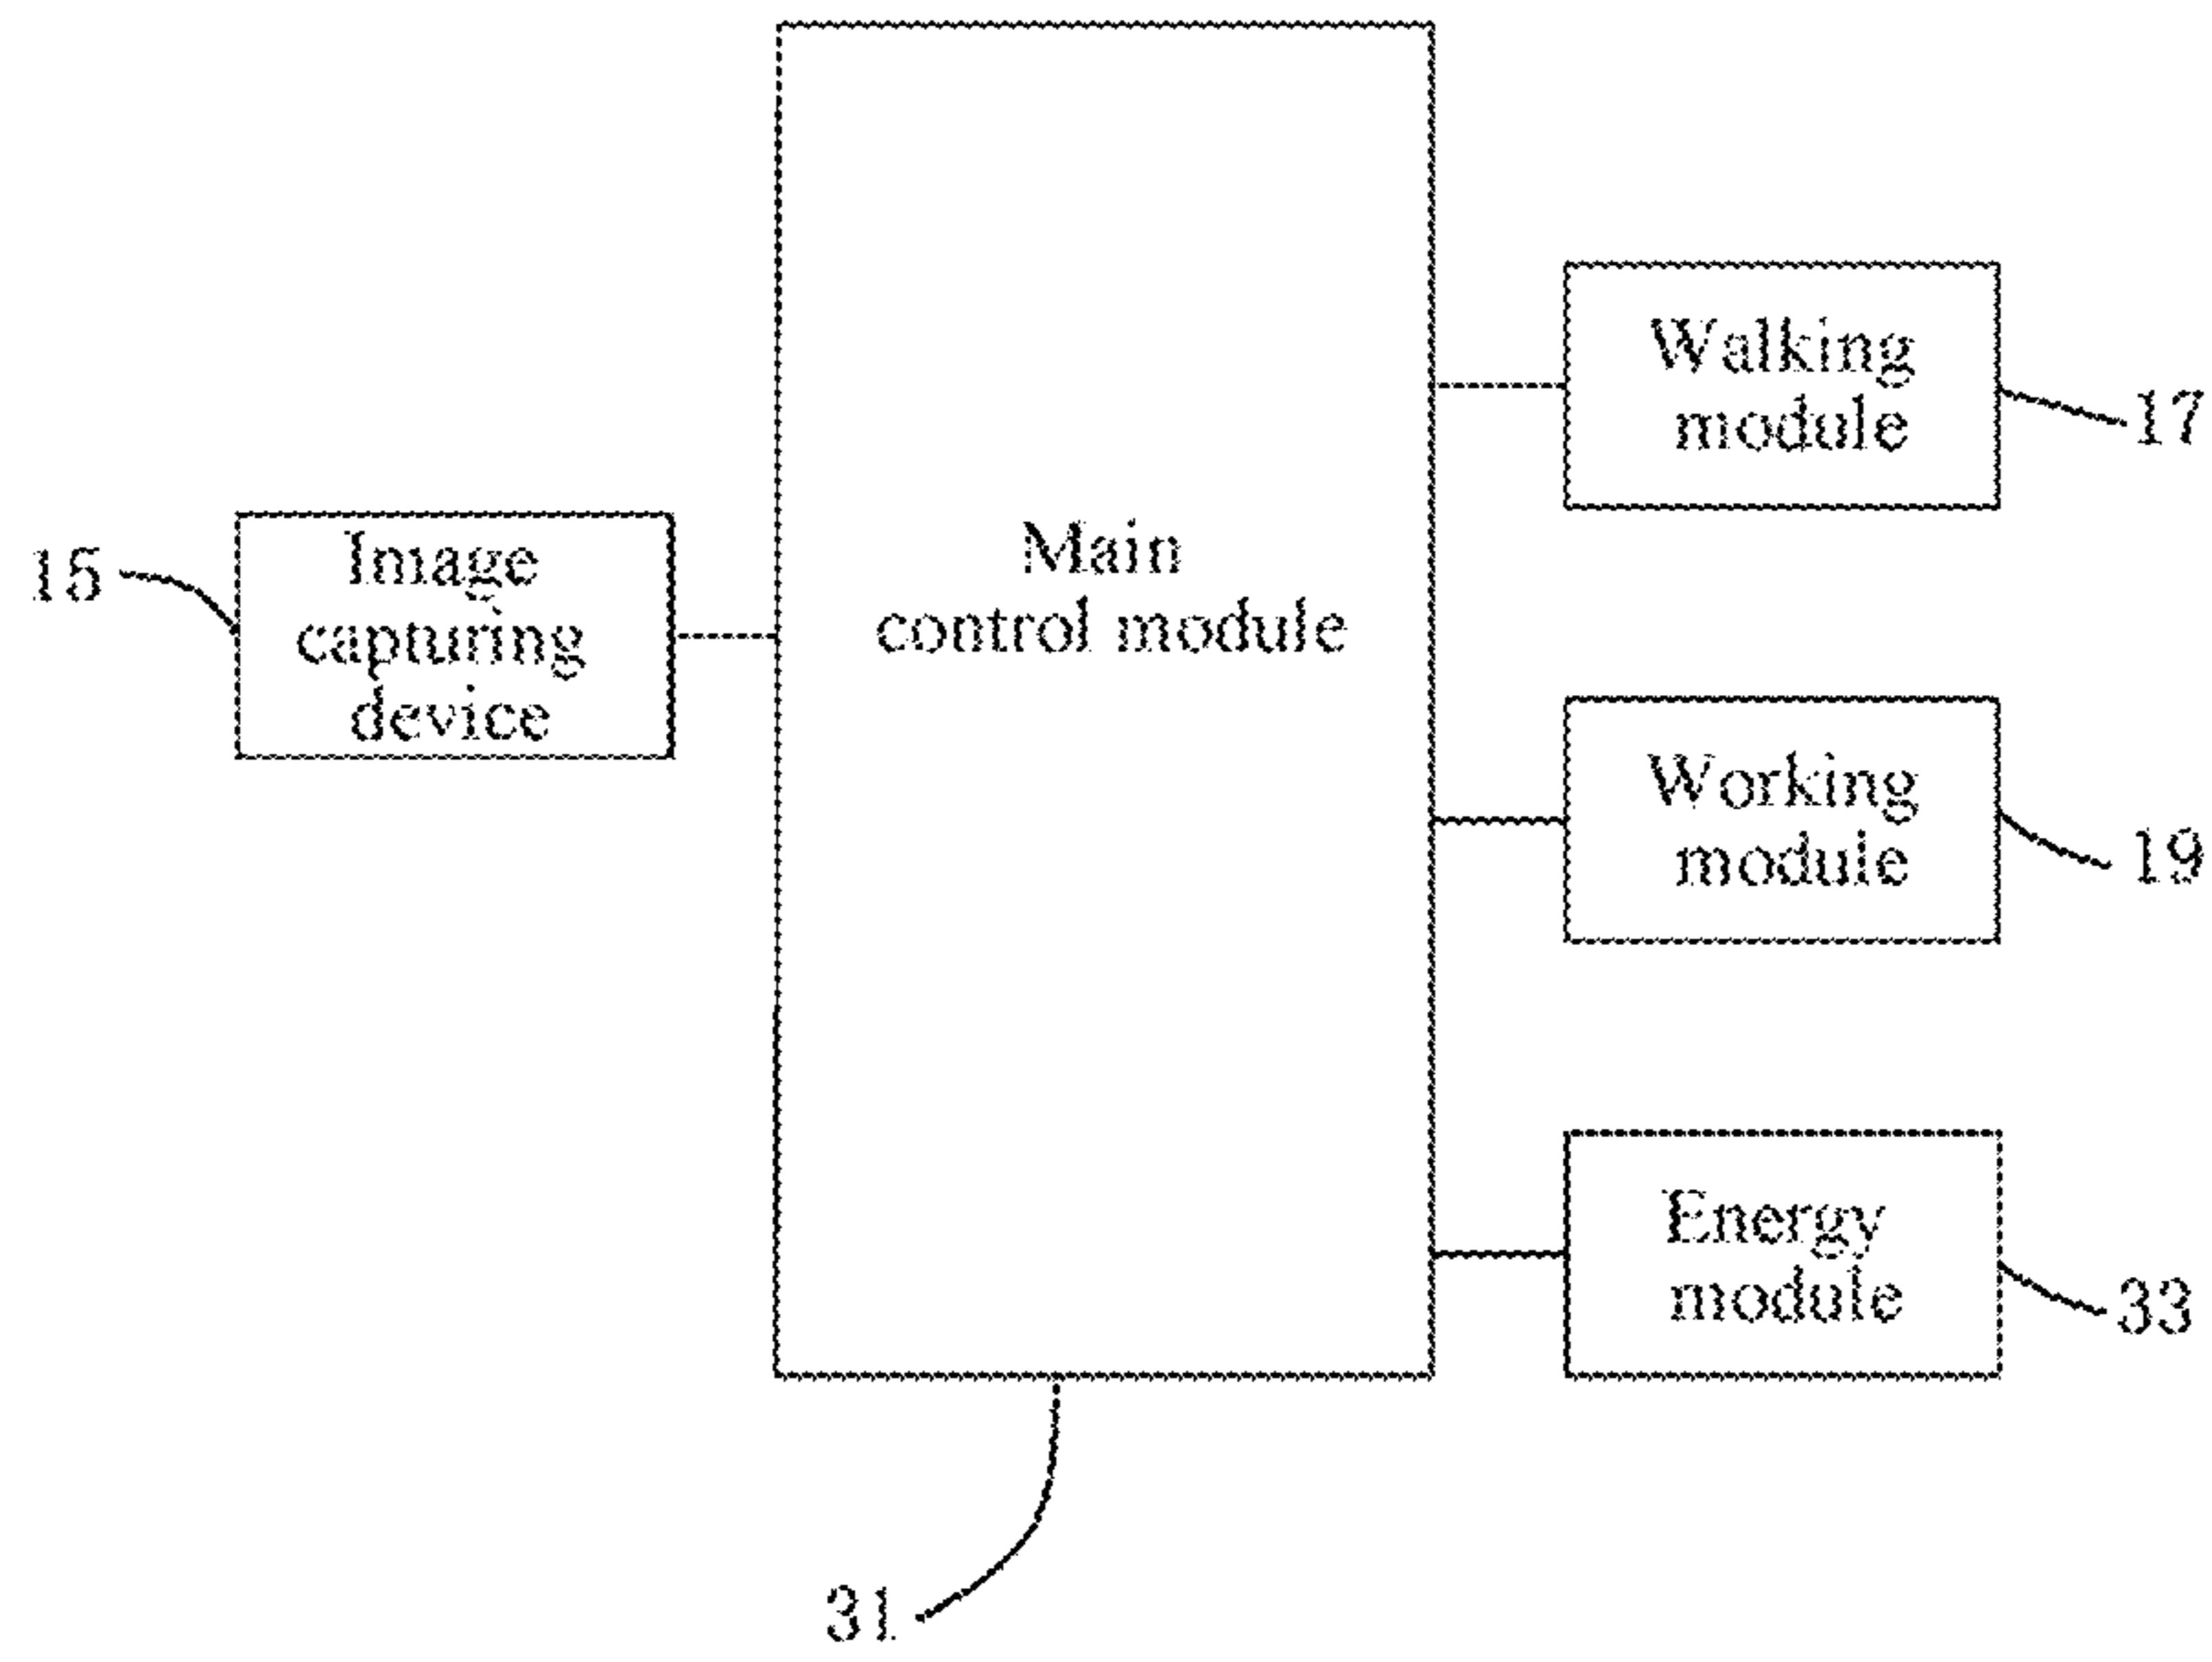 Walking
module
17
Image
capturing
device
15
Main
control module
Working
module
19
Energy
module
33
31